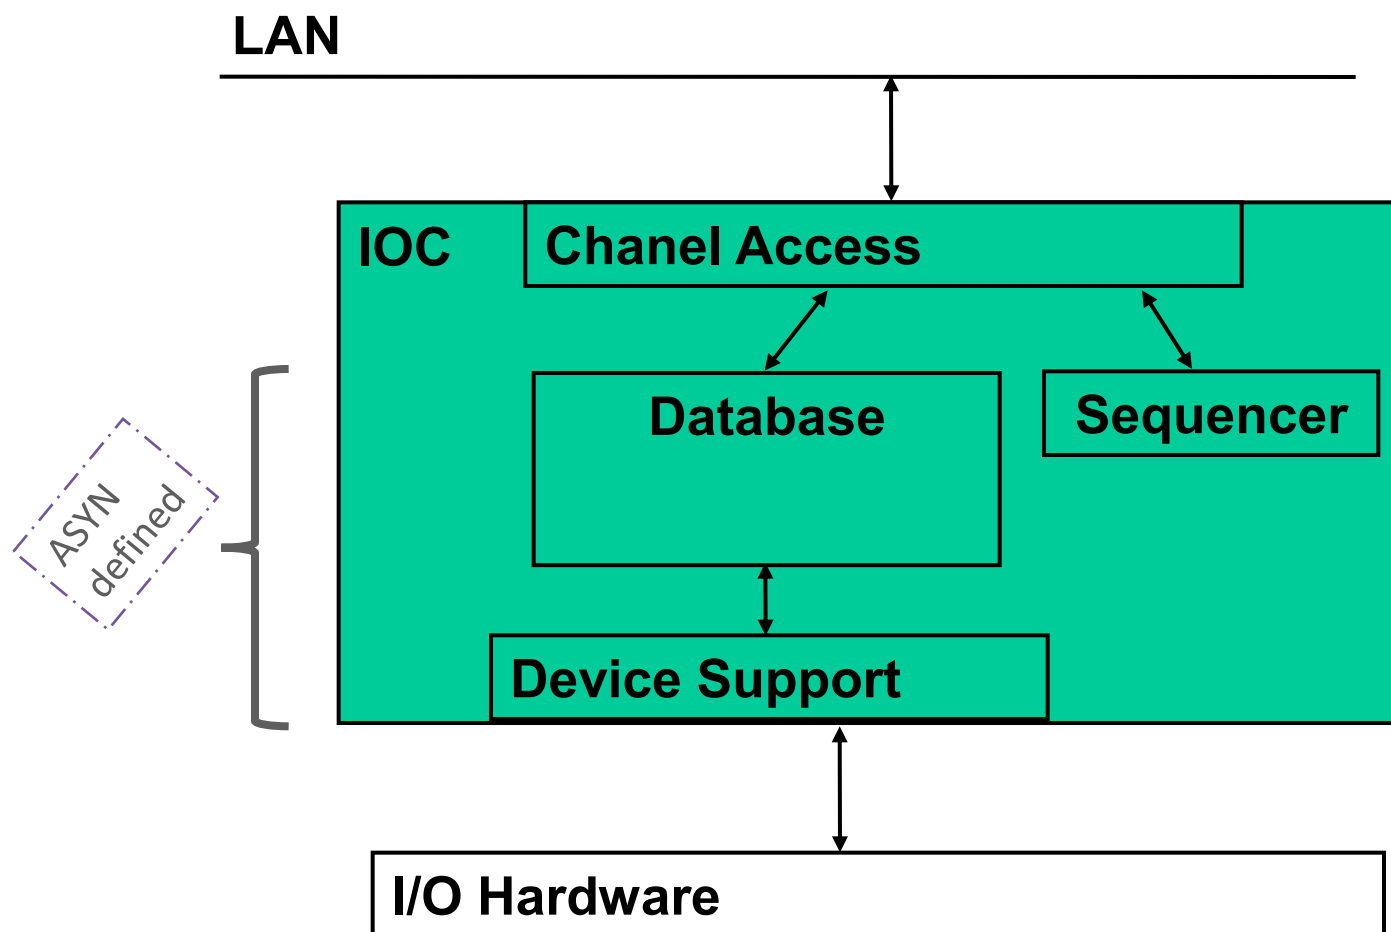 LAN
IOC
Chanel Access
Database
Sequencer
ASYN
defined
Device Support
I/O Hardware